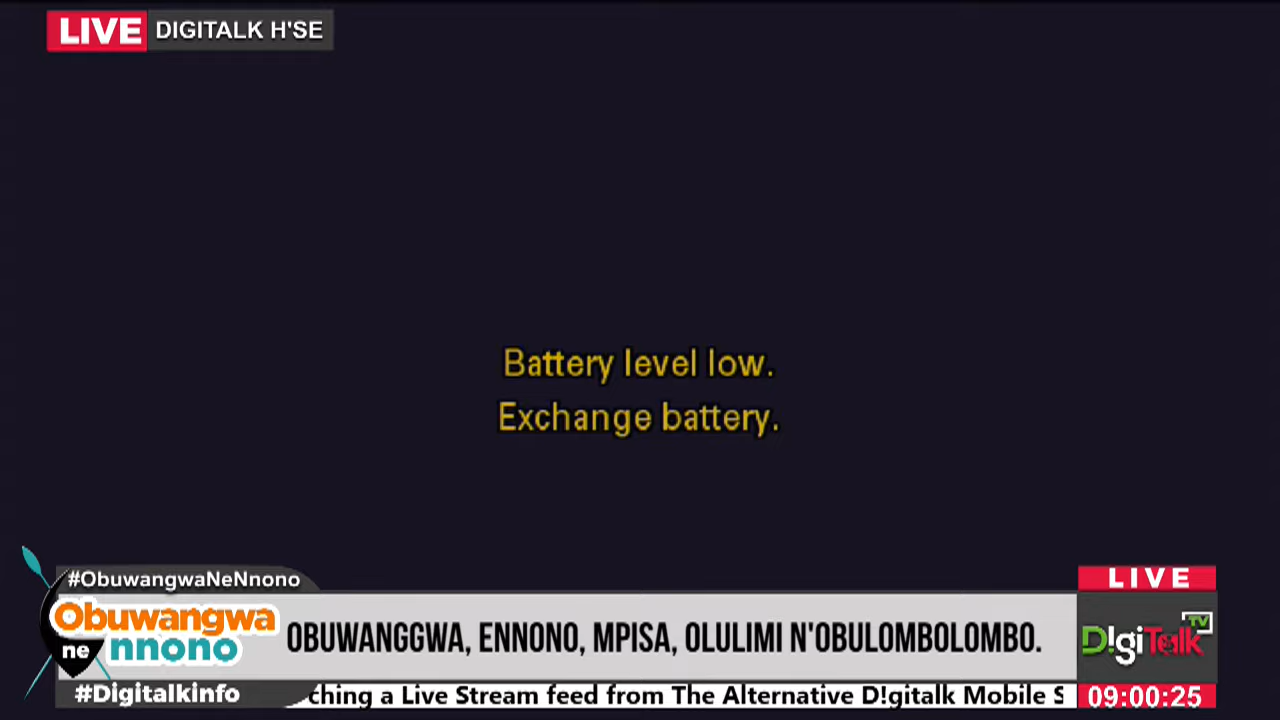 LIVE DIGITALK H'SE
Battery level low.
Exchange battery.
#ObuwangwaNeNnono
LIVE
Obuwangwa
ne nnono
OBUWANGGWA, ENNONO, MPISA, OLULIMI N'OBULOMBOLOMBO.
D!giTalk TV
#Digitalkinfo
ching a Live Stream feed from The Alternative D!gitalk Mobile S
09:00:25